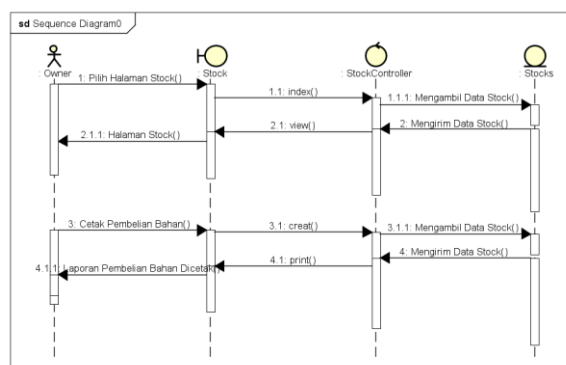 sd Sequence Diagram0
: Owner
: Stock
: StockController
: Stocks
1: Pilih Halaman Stock()
1.1: index()
1.1.1: Mengambil Data Stock()
2: Mengirim Data Stock()
2.1: view()
2.1.1: Halaman Stock()
3: Cetak Pembelian Bahan()
3.1: creat()
3.1.1: Mengambil Data Stock()
4: Mengirim Data Stock()
4.1: print()
4.1.1: Laporan Pembelian Bahan Dicetak()